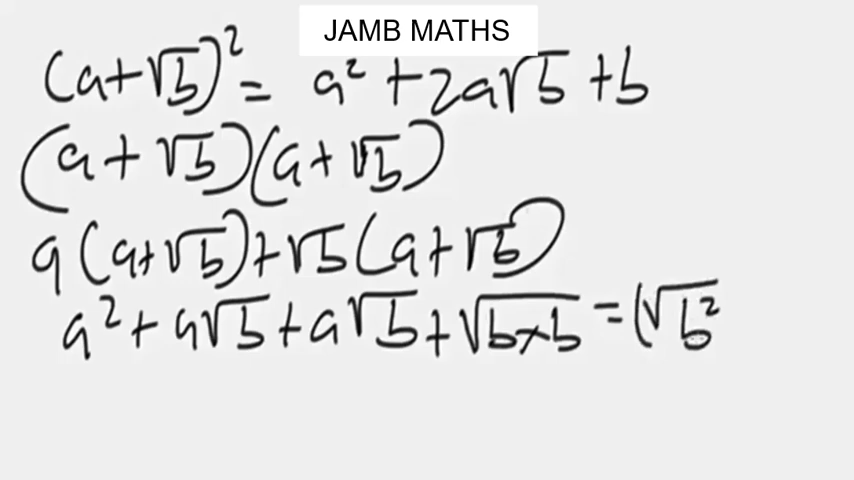 JAMB MATHS
(a+√b)² = a² + 2a√b + b
(a + √b)(a + √b)
a(a+√b)+√b(a+√b)
a² + a√b + a√b + √b×b = (√b²